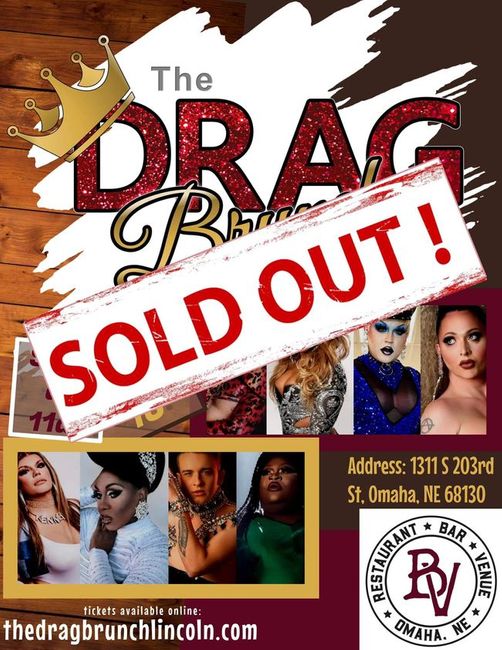 The
DRAG
SOLD OUT !
Address: 1311 S 203rd
St, Omaha, NE 68130
RESTAURANT ★ BAR ★ VENUE
BV
★ OMAHA, NE ★
tickets available online:
thedragbrunchlincoln.com